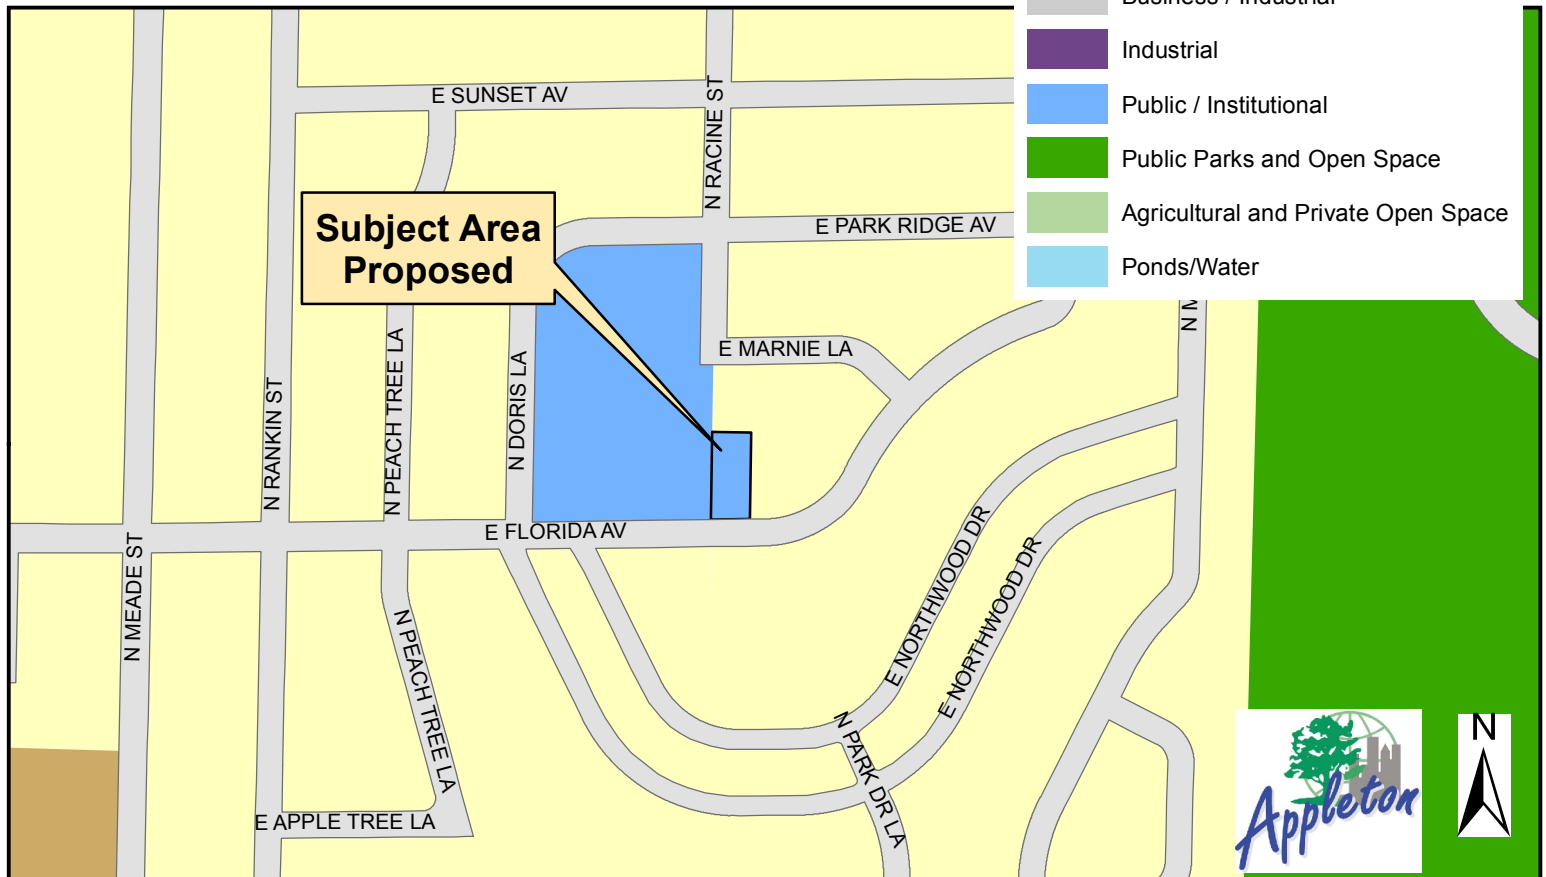 Business / Industrial
Industrial
Public / Institutional
Public Parks and Open Space
Agricultural and Private Open Space
Ponds/Water
E SUNSET AV
N RACINE ST
Subject Area
Proposed
E PARK RIDGE AV
N
E MARNIE LA
N RANKIN ST
N PEACH TREE LA
N DORIS LA
E FLORIDA AV
N MEADE ST
E NORTHWOOD DR
E NORTHWOOD DR
N PEACH TREE LA
N PARK DR LA
E APPLE TREE LA
Appleton
N